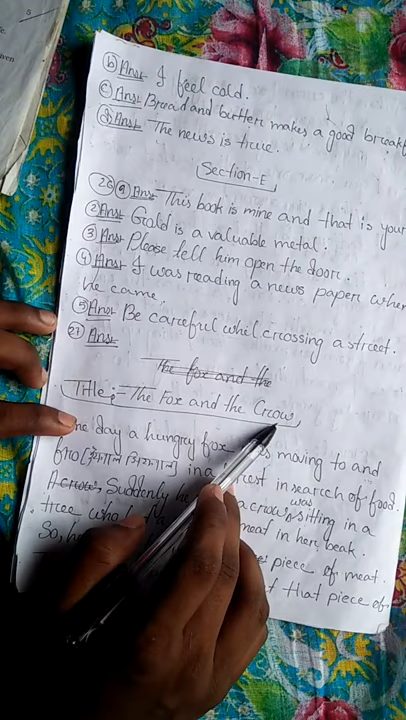 (b) Ans:- I feel cold.
(c) Ans:- Bread and butter makes a good breakf
(d) Ans:- The news is true.
Section-E
(26) (a) Ans:- This book is mine and that is your
(2) Ans:- Gold is a valuable metal.
(3) Ans:- Please tell him open the door.
(4) Ans:- I was reading a news paper when
he came.
(5) Ans:- Be careful whil crossing a street.
(27) Ans:-
The fox and the
Title:- The Fox and the Crow
One day a hungry fox was moving to and
fro in a forest in search of food.
A crow, Suddenly he a crow was sitting in a
tree who meat in her beak.
So, piece of meat.
that piece of